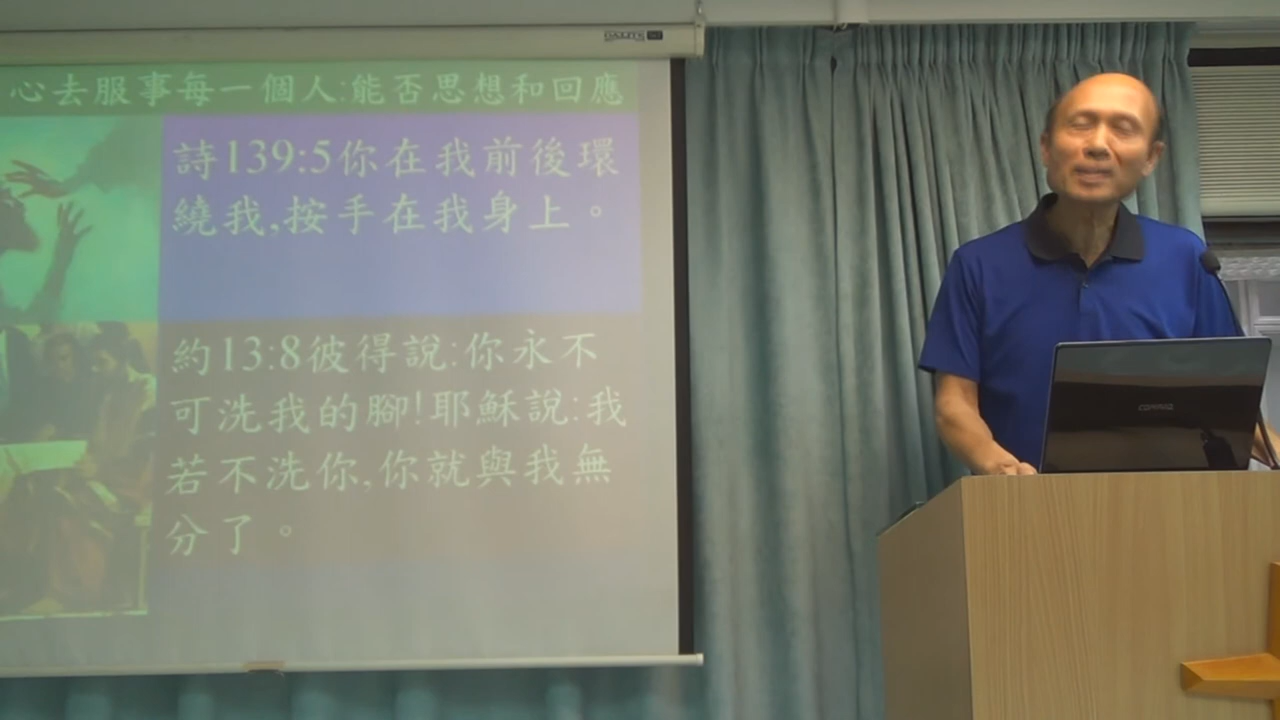 心去服事每一個人:能否思想和回應
詩139:5你在我前後環
繞我,按手在我身上。
約13:8彼得說:你永不
可洗我的腳!耶穌說:我
若不洗你,你就與我無
分了。
COMPAQ